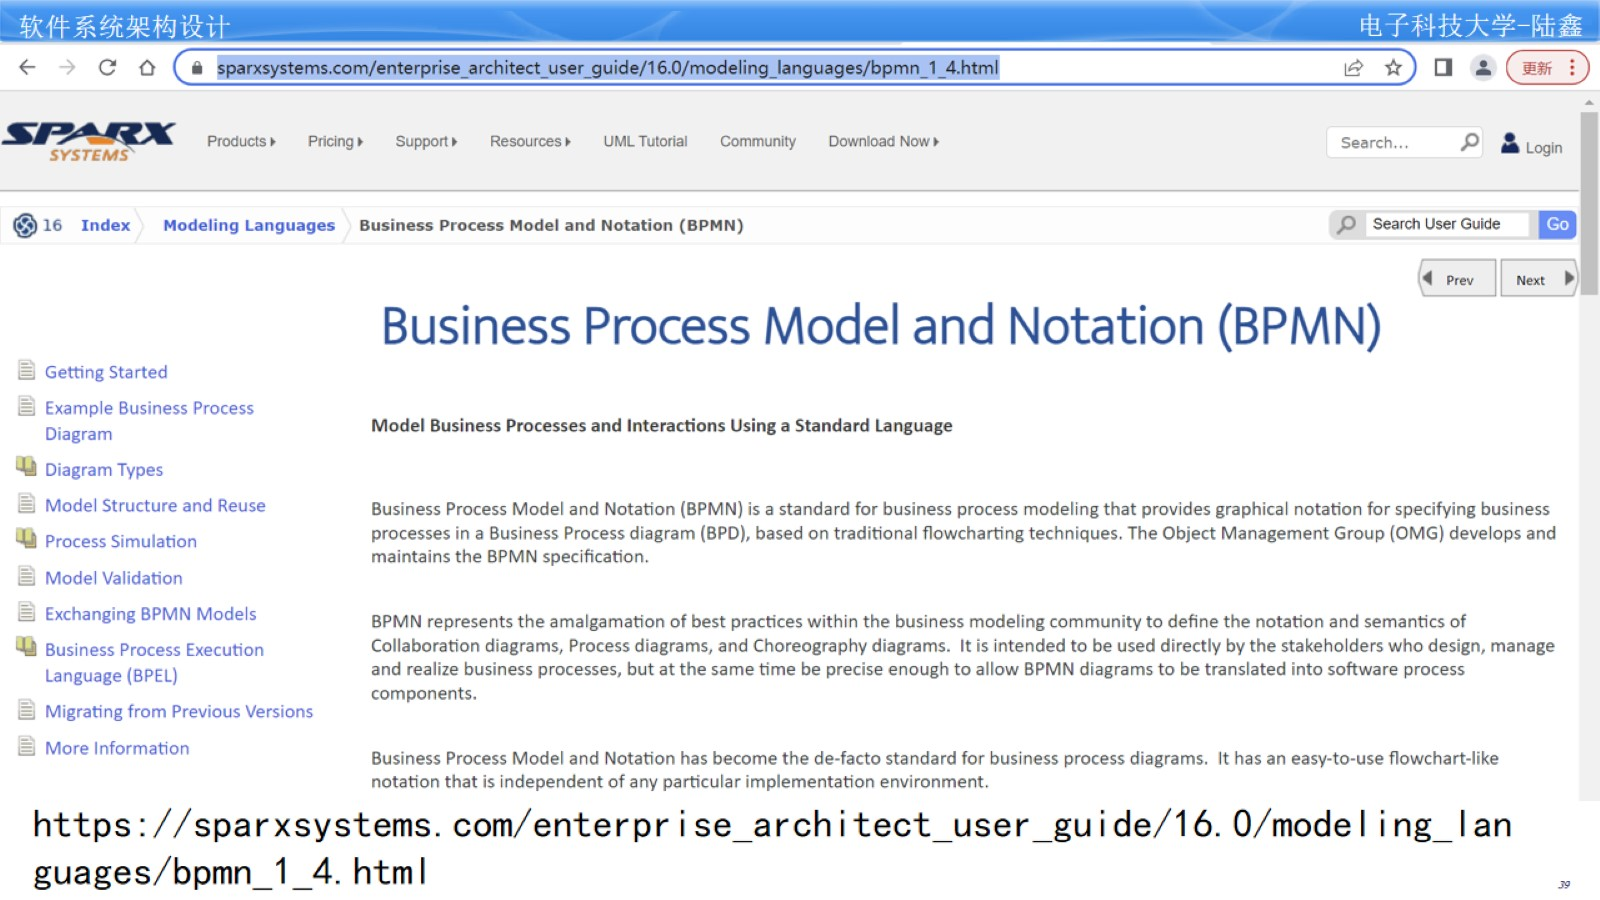 软件系统架构设计
电子科技大学-陆鑫
sparxsystems.com/enterprise_architect_user_guide/16.0/modeling_languages/bpmn_1_4.html
更新
SPARX
SYSTEMS
Products
Pricing
Support
Resources
UML Tutorial
Community
Download Now
Search...
Login
16
Index
Modeling Languages
Business Process Model and Notation (BPMN)
Search User Guide
Go
Prev
Next
Business Process Model and Notation (BPMN)
Getting Started
Example Business Process
Diagram
Diagram Types
Model Structure and Reuse
Process Simulation
Model Validation
Exchanging BPMN Models
Business Process Execution
Language (BPEL)
Migrating from Previous Versions
More Information
Model Business Processes and Interactions Using a Standard Language
Business Process Model and Notation (BPMN) is a standard for business process modeling that provides graphical notation for specifying business
processes in a Business Process diagram (BPD), based on traditional flowcharting techniques. The Object Management Group (OMG) develops and
maintains the BPMN specification.
BPMN represents the amalgamation of best practices within the business modeling community to define the notation and semantics of
Collaboration diagrams, Process diagrams, and Choreography diagrams. It is intended to be used directly by the stakeholders who design, manage
and realize business processes, but at the same time be precise enough to allow BPMN diagrams to be translated into software process
components.
Business Process Model and Notation has become the de-facto standard for business process diagrams. It has an easy-to-use flowchart-like
notation that is independent of any particular implementation environment.
https://sparxsystems.com/enterprise_architect_user_guide/16.0/modeling_lan
guages/bpmn_1_4.html
39